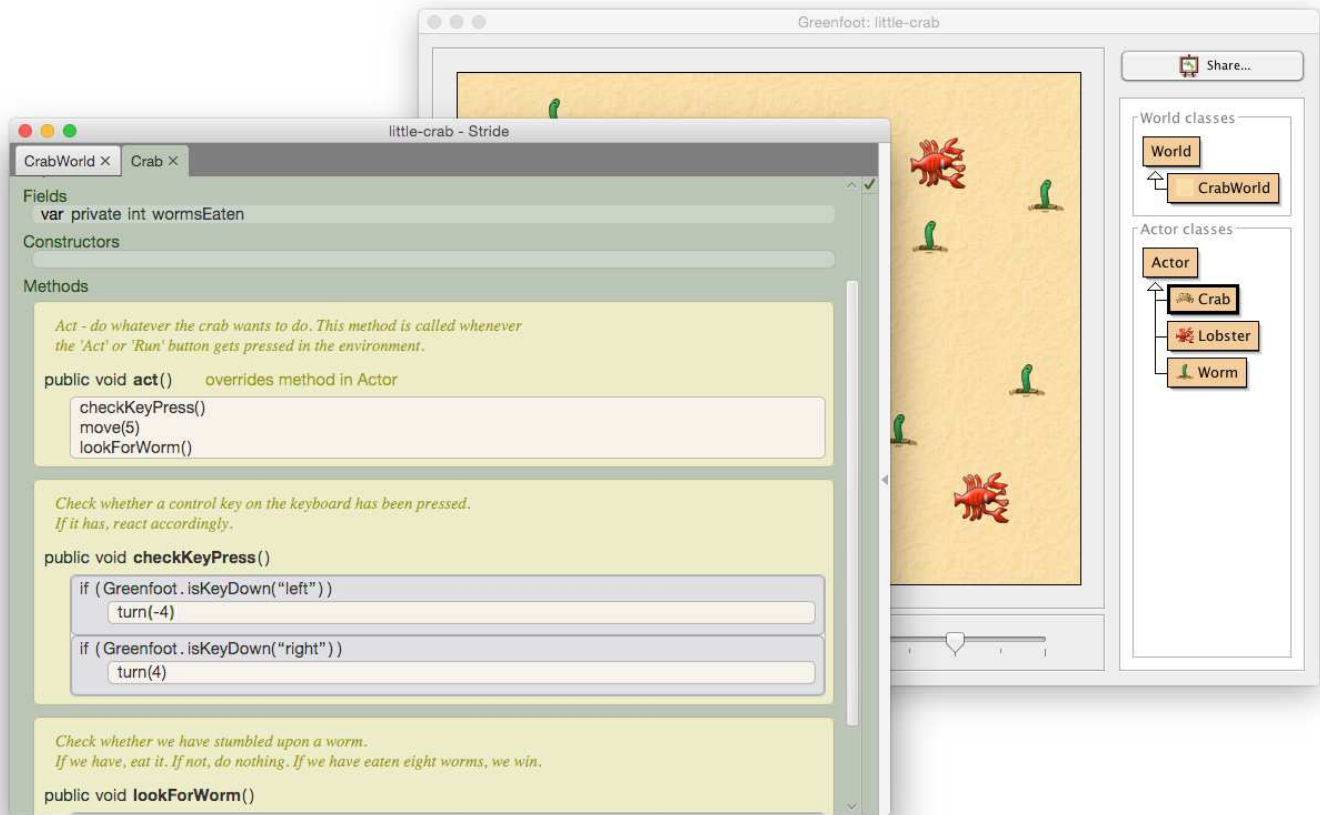 Greenfoot: little-crab
Share...
World classes
World
CrabWorld
Actor classes
Actor
Crab
Lobster
Worm
little-crab - Stride
CrabWorld ×
Crab ×
Fields
var private int wormsEaten
Constructors
Methods
Act - do whatever the crab wants to do. This method is called whenever
the 'Act' or 'Run' button gets pressed in the environment.
public void act() overrides method in Actor
checkKeyPress()
move(5)
lookForWorm()
Check whether a control key on the keyboard has been pressed.
If it has, react accordingly.
public void checkKeyPress()
if (Greenfoot.isKeyDown(“left”))
turn(-4)
if (Greenfoot.isKeyDown(“right”))
turn(4)
Check whether we have stumbled upon a worm.
If we have, eat it. If not, do nothing. If we have eaten eight worms, we win.
public void lookForWorm()